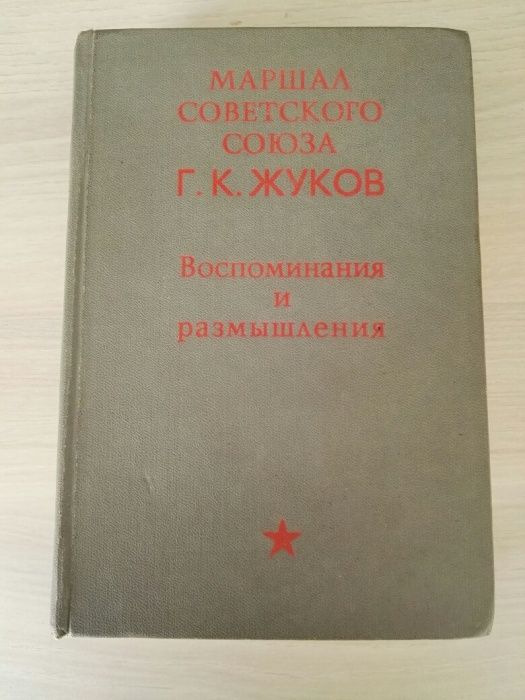 МАРШАЛ
СОВЕТСКОГО
СОЮЗА
Г. К. ЖУКОВ
Воспоминания
и
размышления